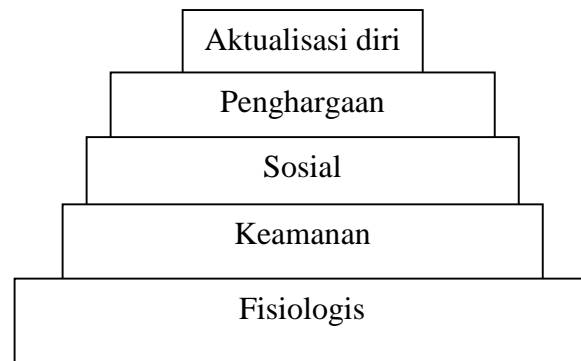 Aktualisasi diri
Penghargaan
Sosial
Keamanan
Fisiologis